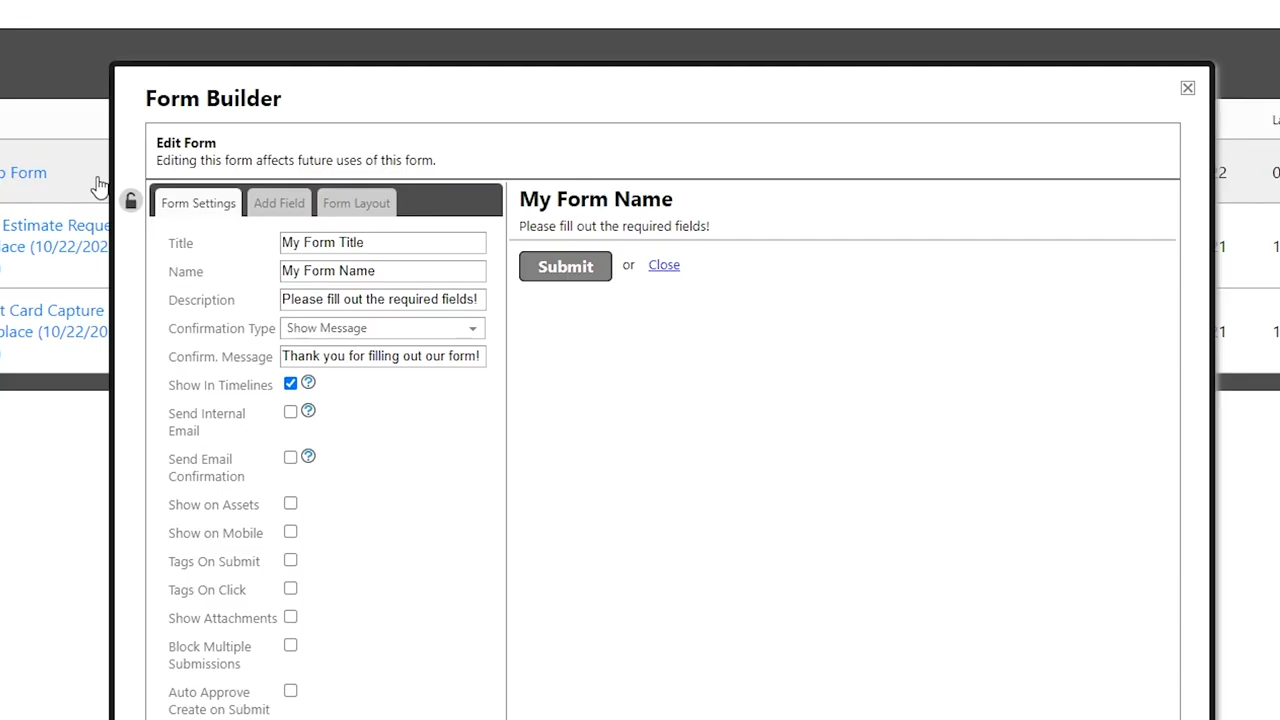 Form Builder
Edit Form
Editing this form affects future uses of this form.
Form Settings
Add Field
Form Layout
Title
My Form Title
Name
My Form Name
Description
Please fill out the required fields!
Confirmation Type
Show Message
Confirm. Message
Thank you for filling out our form!
Show In Timelines
Send Internal
Email
Send Email
Confirmation
Show on Assets
Show on Mobile
Tags On Submit
Tags On Click
Show Attachments
Block Multiple
Submissions
Auto Approve
Create on Submit
My Form Name
Please fill out the required fields!
Submit or Close
Form
Estimate
(10/22/202
Card Capture
(10/22/20